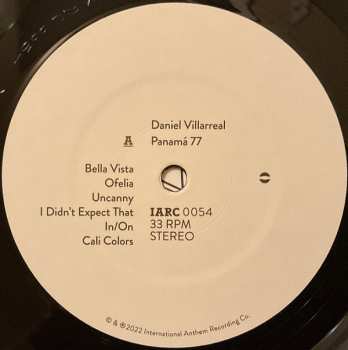 Daniel Villarreal
A Panamá 77
Bella Vista
Ofelia
Uncanny
I Didn't Expect That
In/On
Cali Colors
IARC 0054
33 RPM
STEREO
© ℗ 2022 International Anthem Recording Co.